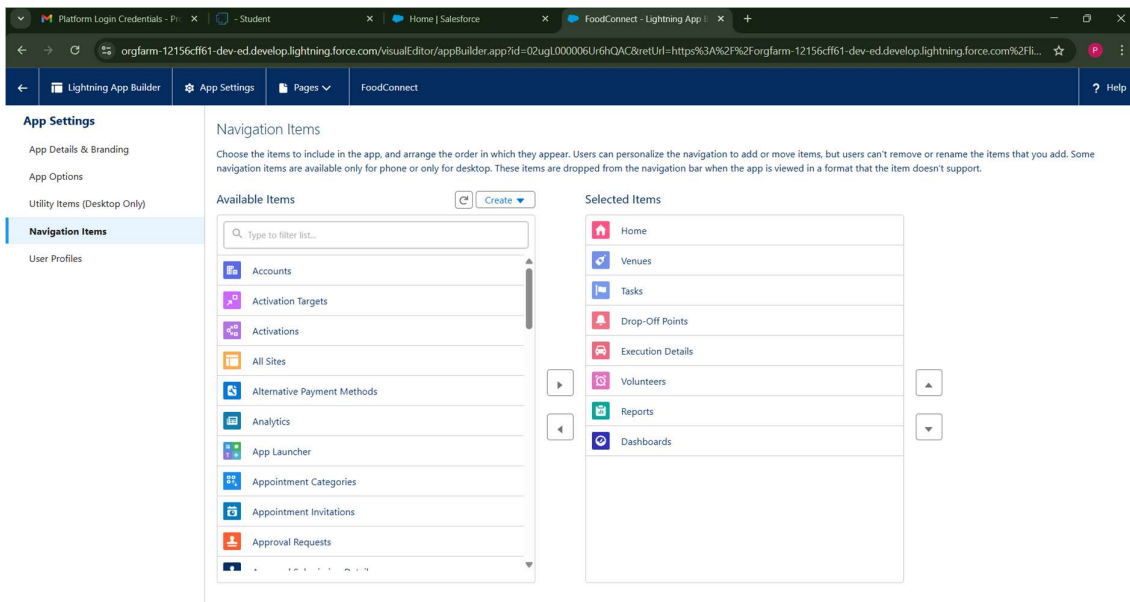 Platform Login Credentials - Pr
- Student
Home | Salesforce
FoodConnect - Lightning App
orgfarm-12156cff61-dev-ed.develop.lightning.force.com/visualEditor/appBuilder.app?id=02ugL000006Ur6hQAC&retUrl=https%3A%2F%2Forgfarm-12156cff61-dev-ed.develop.lightning.force.com%2Fli...
P
Lightning App Builder
App Settings
Pages
FoodConnect
? Help
App Settings
App Details & Branding
App Options
Utility Items (Desktop Only)
Navigation Items
User Profiles
Navigation Items
Choose the items to include in the app, and arrange the order in which they appear. Users can personalize the navigation to add or move items, but users can't remove or rename the items that you add. Some
navigation items are available only for phone or only for desktop. These items are dropped from the navigation bar when the app is viewed in a format that the item doesn't support.
Available Items
Create
Type to filter list...
Accounts
Activation Targets
Activations
All Sites
Alternative Payment Methods
Analytics
App Launcher
Appointment Categories
Appointment Invitations
Approval Requests
Selected Items
Home
Venues
Tasks
Drop-Off Points
Execution Details
Volunteers
Reports
Dashboards